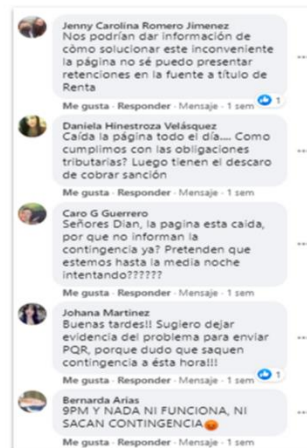 Jenny Carolina Romero Jimenez
Nos podrían dar información de
còmo solucionar este inconveniente
la página no sé puedo presentar
retenciones en la fuente a título de
Renta
Me gusta · Responder · Mensaje · 1 sem
1
Daniela Hinestroza Velásquez
Caída la página todo el día.... Como
cumplimos con las obligaciones
tributarias? Luego tienen el descaro
de cobrar sanción
Me gusta · Responder · Mensaje · 1 sem
Caro G Guerrero
Señores Dian, la pagina esta caida,
por que no informan la
contingencia ya? Pretenden que
estemos hasta la media noche
intentando??????
Me gusta · Responder · Mensaje · 1 sem
Johana Martinez
Buenas tardes!! Sugiero dejar
evidencia del problema para enviar
PQR, porque dudo que saquen
contingencia a ésta hora!!!
1
Me gusta · Responder · Mensaje · 1 sem
Bernarda Arias
9PM Y NADA NI FUNCIONA, NI
SACAN CONTINGENCIA😡
Me gusta · Responder · Mensaje · 1 sem